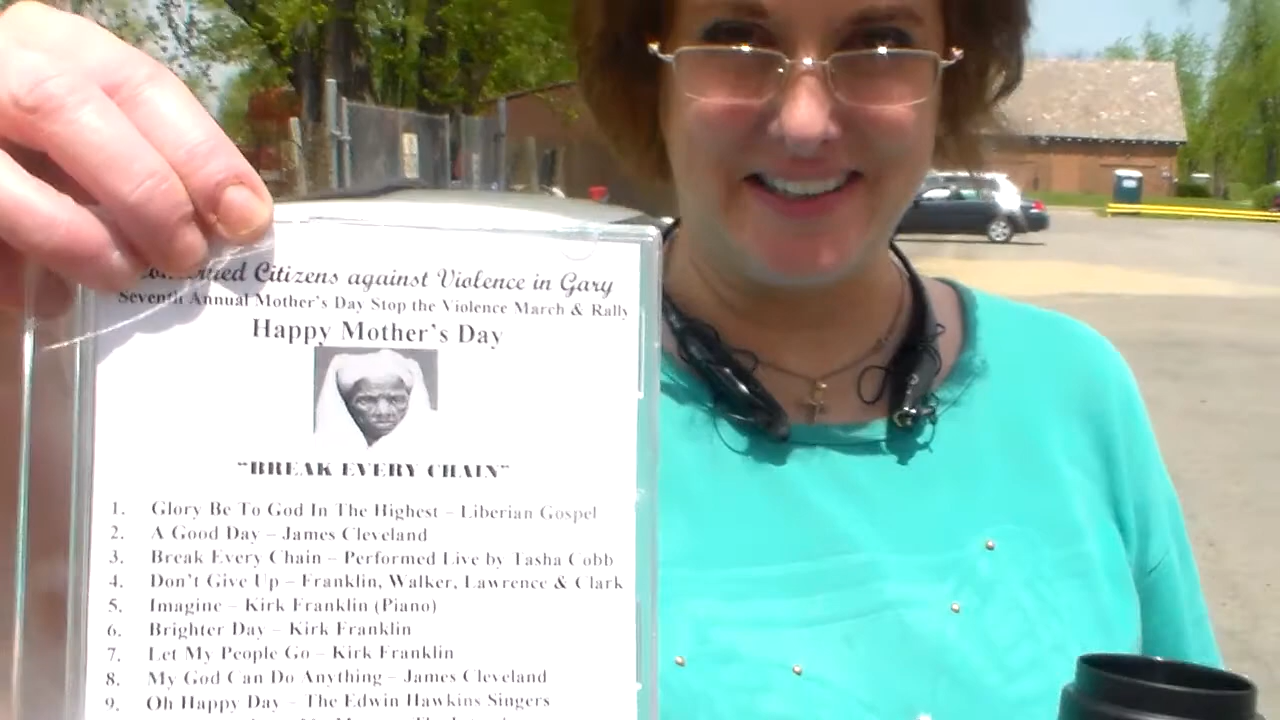 Citizens against Violence in Gary
Seventh Annual Mother's Day Stop the Violence March & Rally
Happy Mother's Day
"BREAK EVERY CHAIN"
1. Glory Be To God In The Highest – Liberian Gospel
2. A Good Day – James Cleveland
3. Break Every Chain – Performed Live by Tasha Cobb
4. Don't Give Up – Franklin, Walker, Lawrence & Clark
5. Imagine – Kirk Franklin (Piano)
6. Brighter Day – Kirk Franklin
7. Let My People Go – Kirk Franklin
8. My God Can Do Anything – James Cleveland
9. Oh Happy Day – The Edwin Hawkins Singers